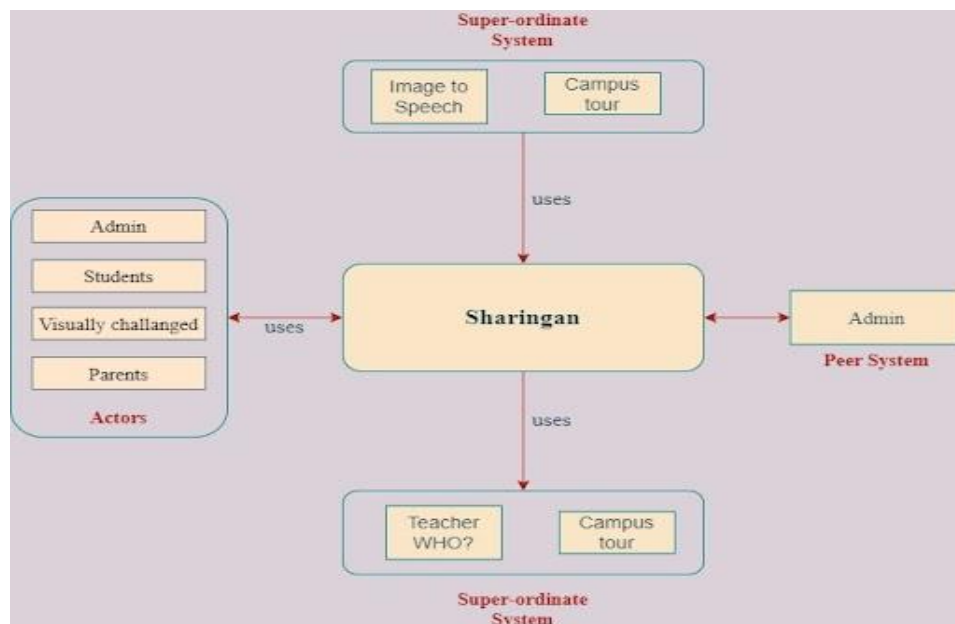 Super-ordinate
System
Image to
Speech
Campus
tour
uses
Admin
Students
Visually challanged
Parents
Actors
uses
Sharingan
Admin
Peer System
uses
Teacher
WHO?
Campus
tour
Super-ordinate
System